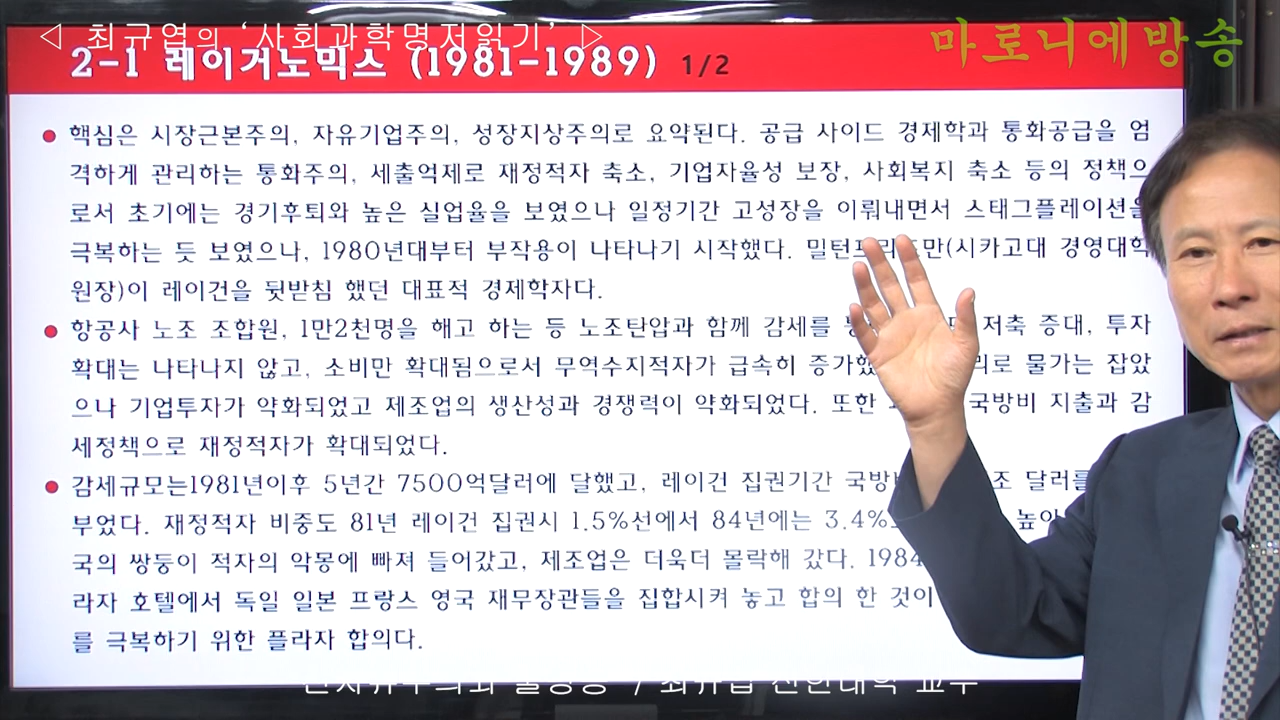 ◁ 최규엽의 '사회과학명저읽기' ▷
마로니에방송
2-1 레이거노믹스 (1981-1989) 1/2
핵심은 시장근본주의, 자유기업주의, 성장지상주의로 요약된다. 공급 사이드 경제학과 통화공급을 엄
격하게 관리하는 통화주의, 세출억제로 재정적자 축소, 기업자율성 보장, 사회복지 축소 등의 정책으
로서 초기에는 경기후퇴와 높은 실업율을 보였으나 일정기간 고성장을 이뤄내면서 스태그플레이션을
극복하는 듯 보였으나, 1980년대부터 부작용이 나타나기 시작했다. 밀턴프리드만(시카고대 경영대학
원장)이 레이건을 뒷받침 했던 대표적 경제학자다.
항공사 노조 조합원, 1만2천명을 해고 하는 등 노조탄압과 함께 감세를 저축 증대, 투자
확대는 나타나지 않고, 소비만 확대됨으로서 무역수지적자가 급속히 물가는 잡았
으나 기업투자가 약화되었고 제조업의 생산성과 경쟁력이 약화되었다. 또한 국방비 지출과 감
세정책으로 재정적자가 확대되었다.
감세규모는1981년이후 5년간 7500억달러에 달했고, 레이건 집권기간 달러를
부었다. 재정적자 비중도 81년 레이건 집권시 1.5%선에서 84년에는 3.4%
국의 쌍둥이 적자의 악몽에 빠져 들어갔고, 제조업은 더욱더 몰락해 갔다. 1984
라자 호텔에서 독일 일본 프랑스 영국 재무장관들을 집합시켜 놓고 합의 한 것이
를 극복하기 위한 플라자 합의다.